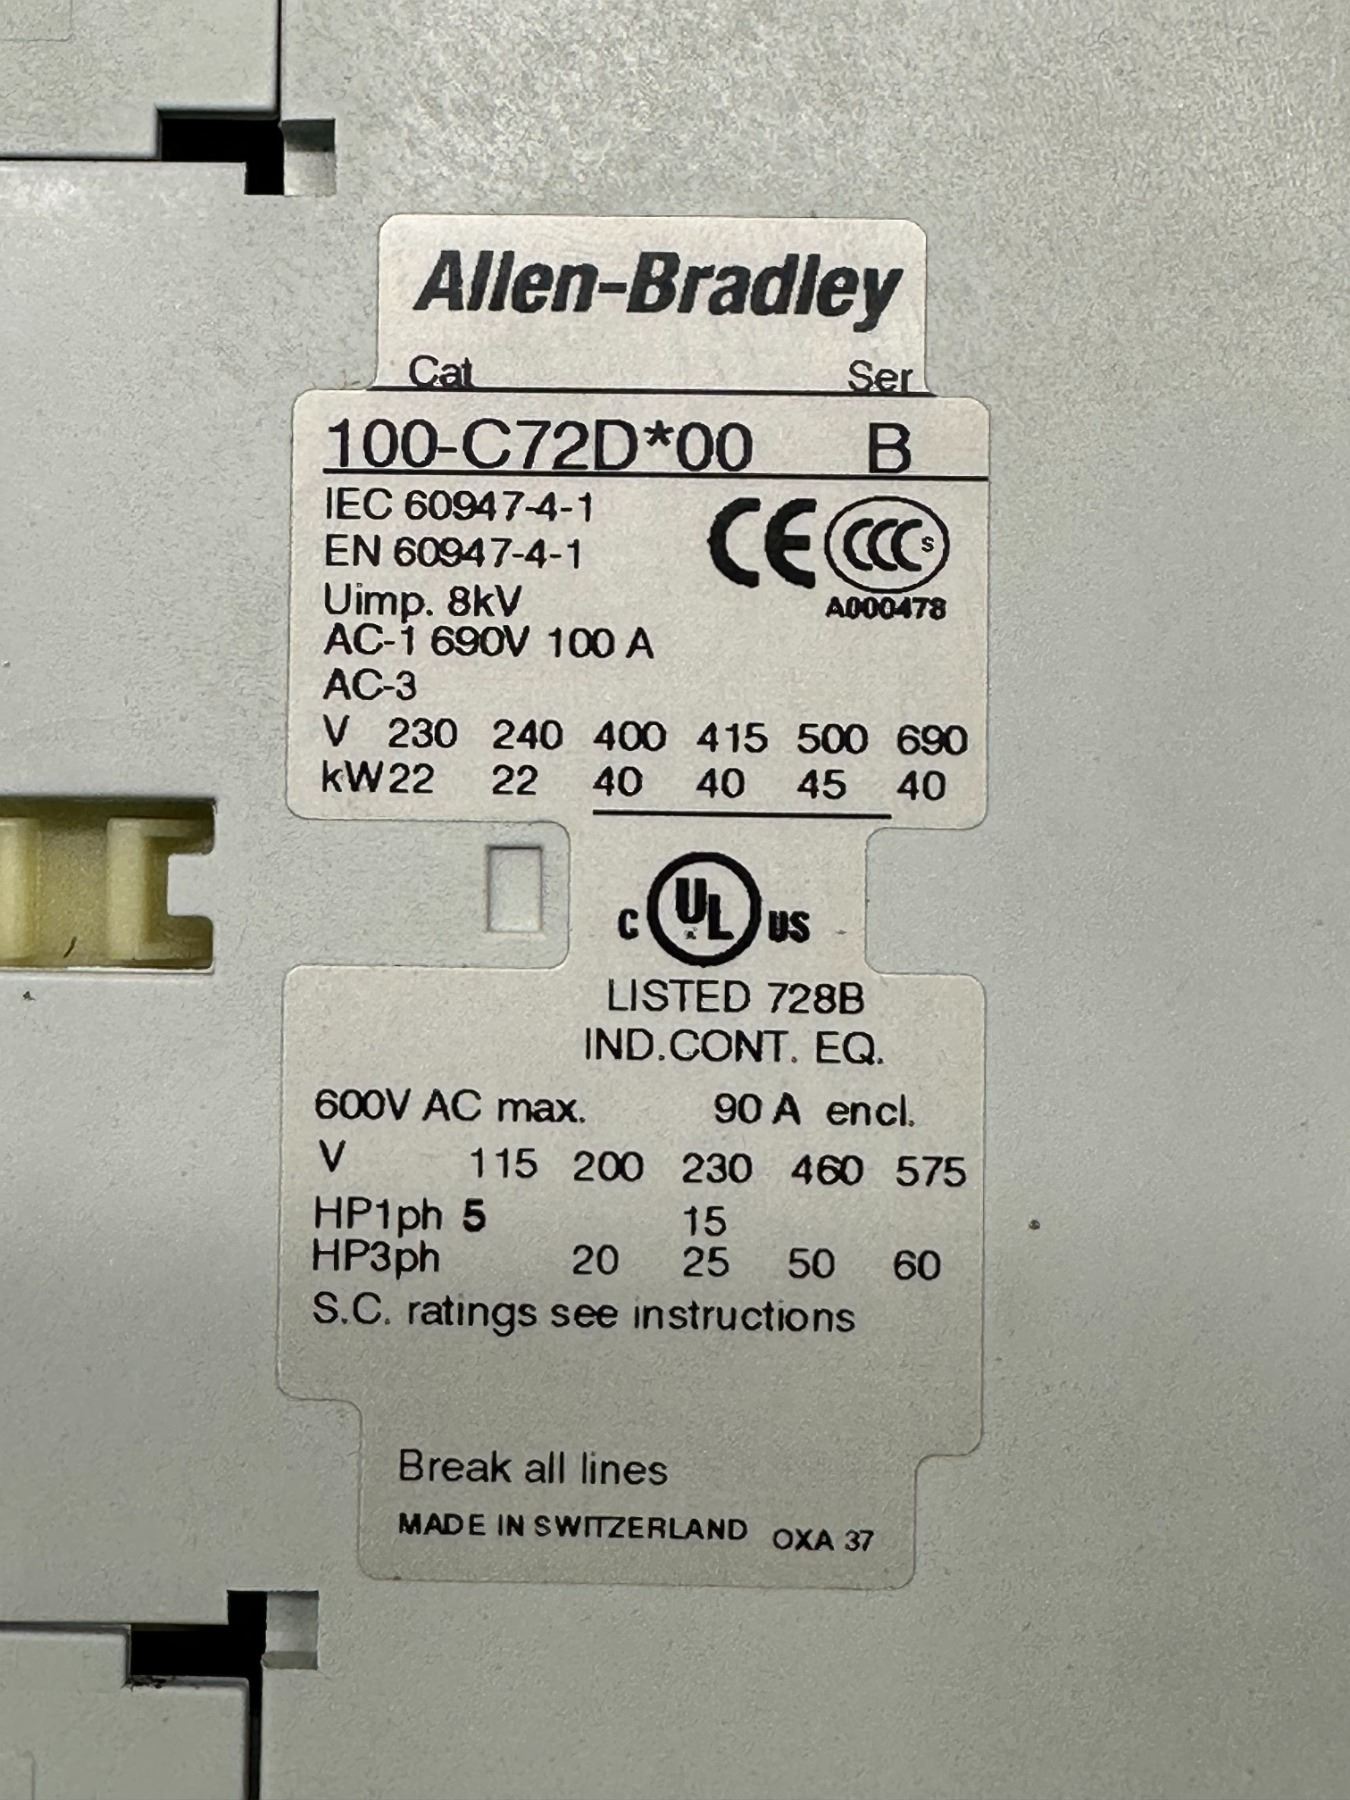 Allen-Bradley
Cat Ser
100-C72D*00 B
IEC 60947-4-1
EN 60947-4-1
CE CCC S
Uimp. 8kV
A000478
AC-1 690V 100 A
AC-3
V 230 240 400 415 500 690
kW22 22 40 40 45 40
C UL US
LISTED 728B
IND.CONT. EQ.
600V AC max. 90 A encl.
V 115 200 230 460 575
HP1ph 5 15
HP3ph 20 25 50 60
S.C. ratings see instructions
Break all lines
MADE IN SWITZERLAND OXA 37